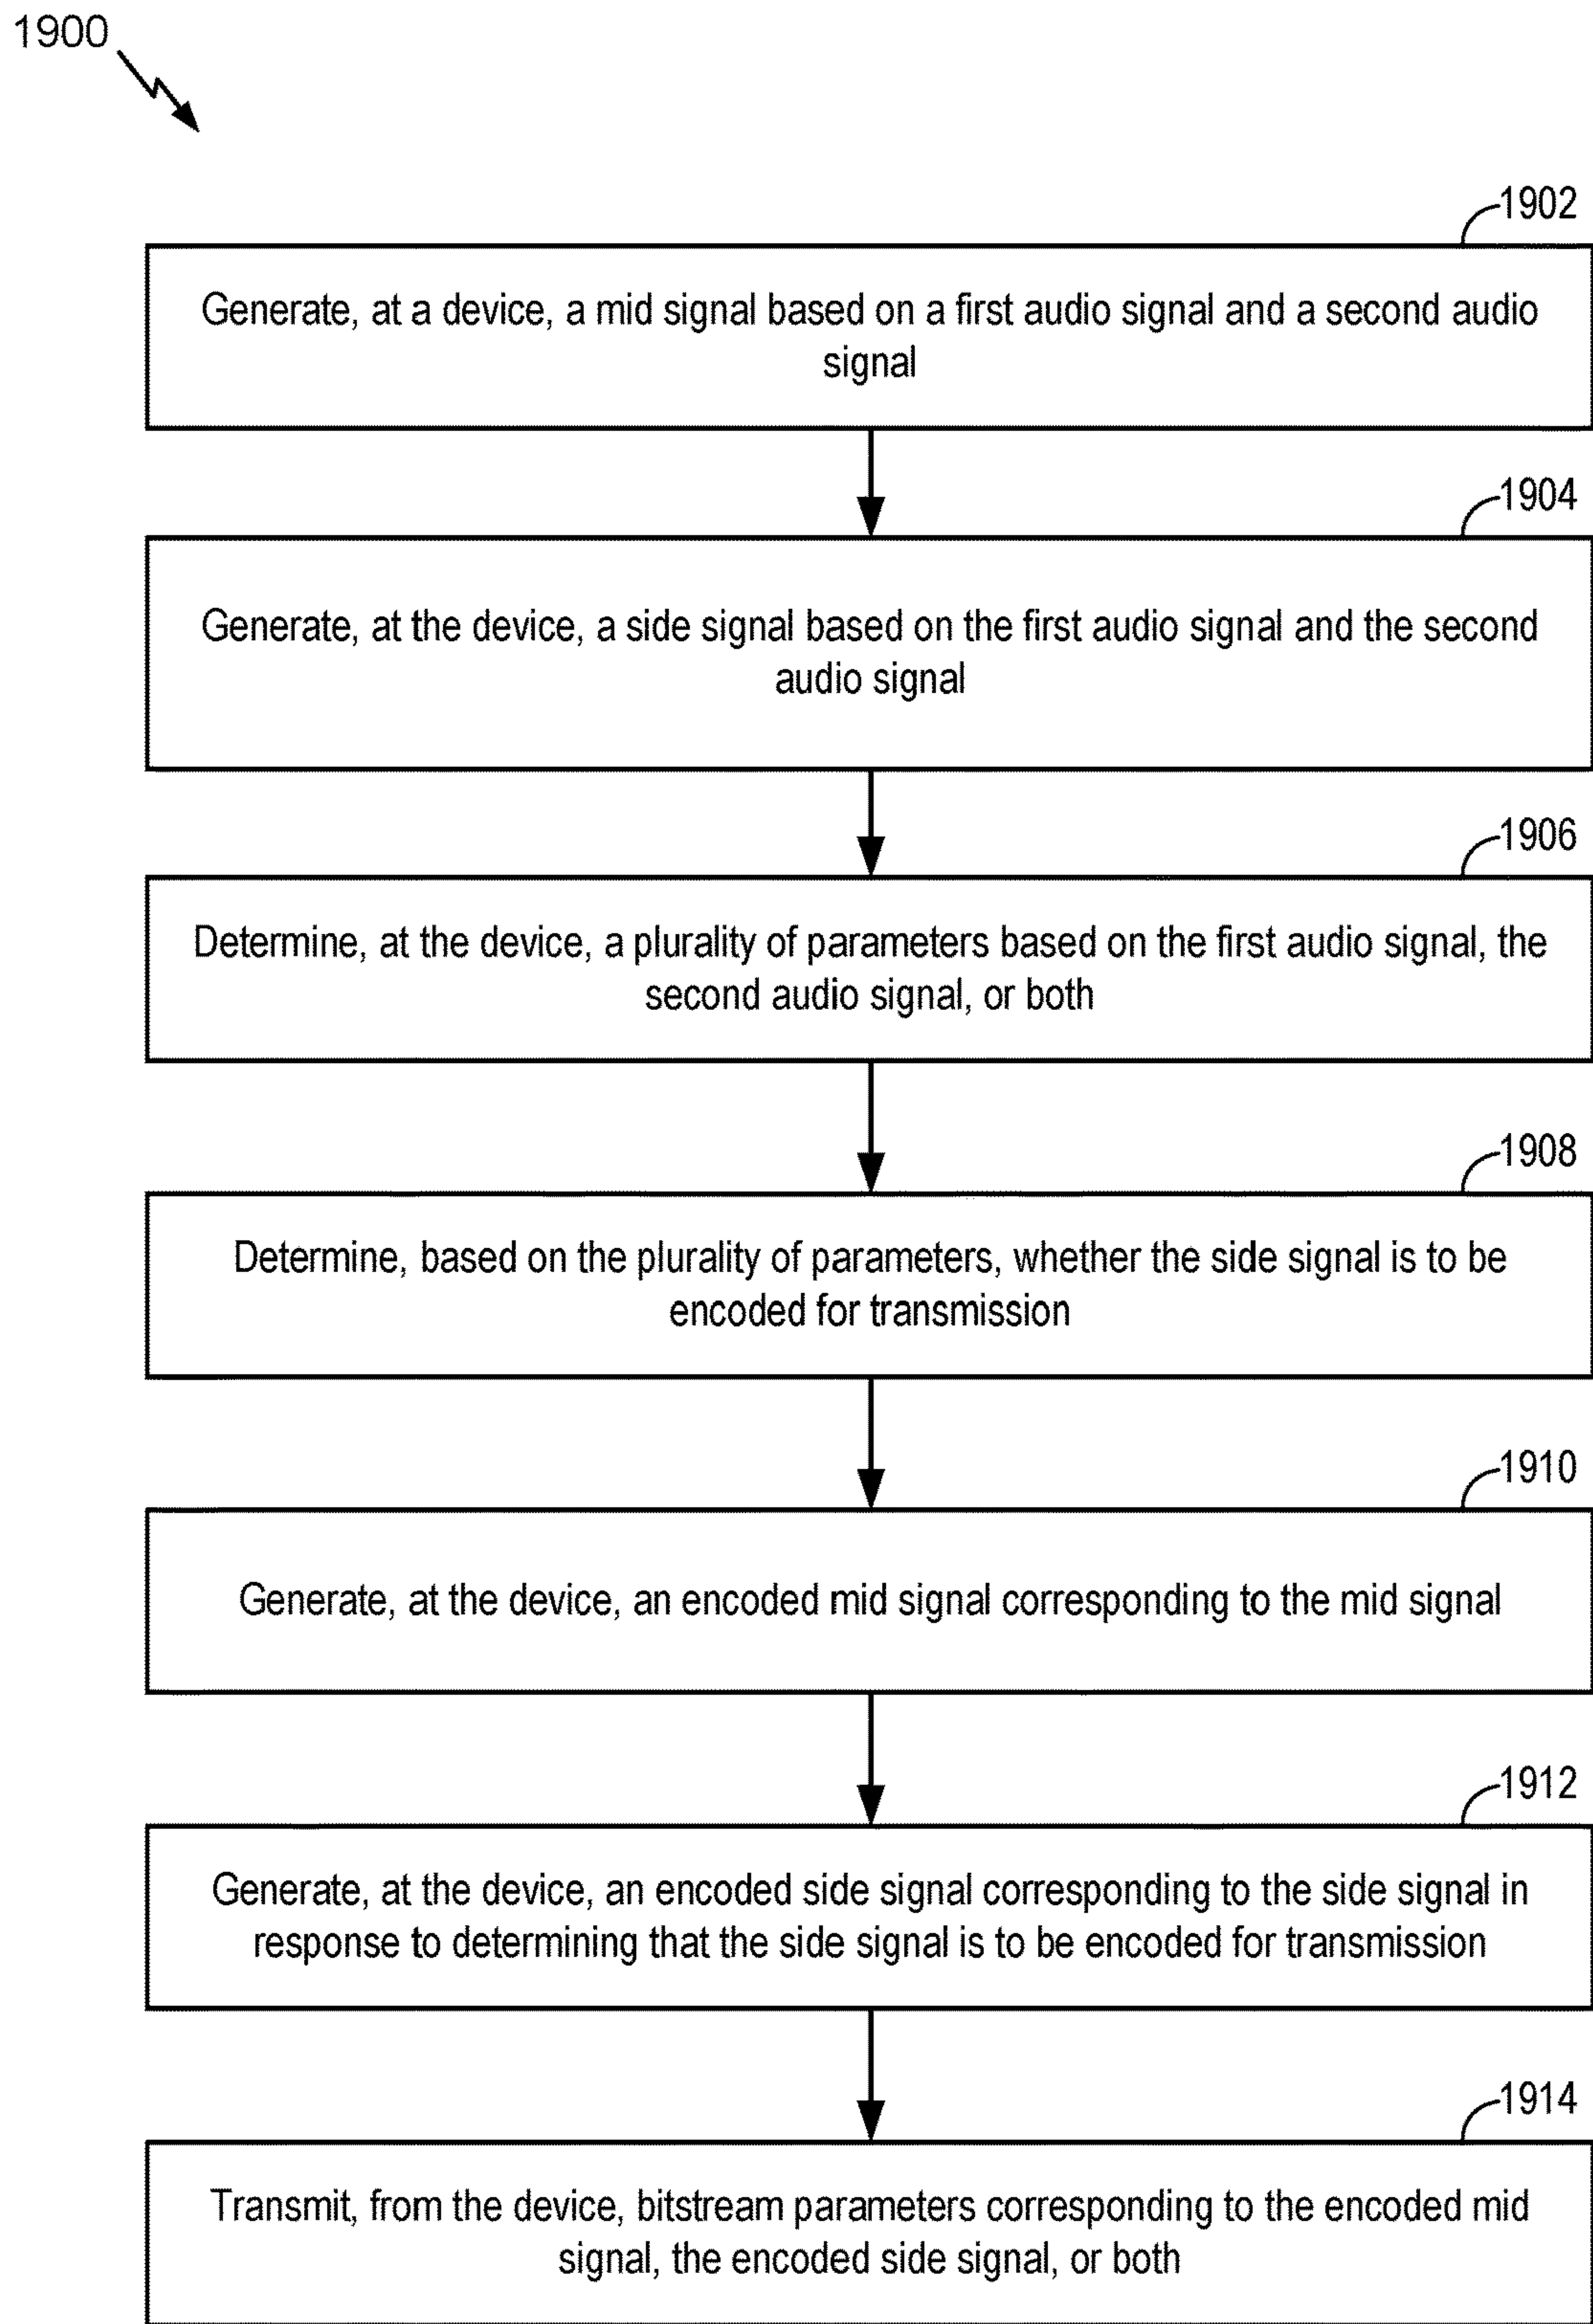 1900
1902
Generate, at a device, a mid signal based on a first audio signal and a second audio
signal
1904
Generate, at the device, a side signal based on the first audio signal and the second
audio signal
1906
Determine, at the device, a plurality of parameters based on the first audio signal, the
second audio signal, or both
1908
Determine, based on the plurality of parameters, whether the side signal is to be
encoded for transmission
1910
Generate, at the device, an encoded mid signal corresponding to the mid signal
1912
Generate, at the device, an encoded side signal corresponding to the side signal in
response to determining that the side signal is to be encoded for transmission
1914
Transmit, from the device, bitstream parameters corresponding to the encoded mid
signal, the encoded side signal, or both